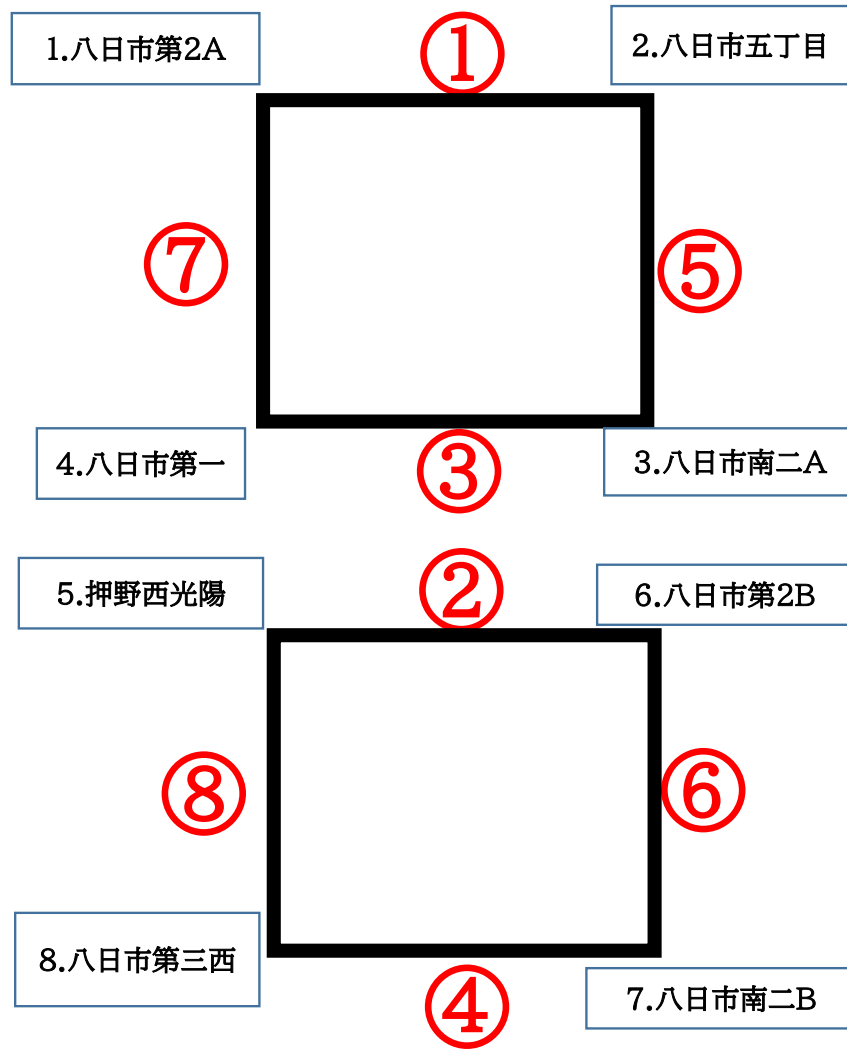 1.八日市第2A
①
2.八日市五丁目
⑦
⑤
4.八日市第一
③
3.八日市南二A
5.押野西光陽
②
6.八日市第2B
⑧
⑥
8.八日市第三西
④
7.八日市南二B